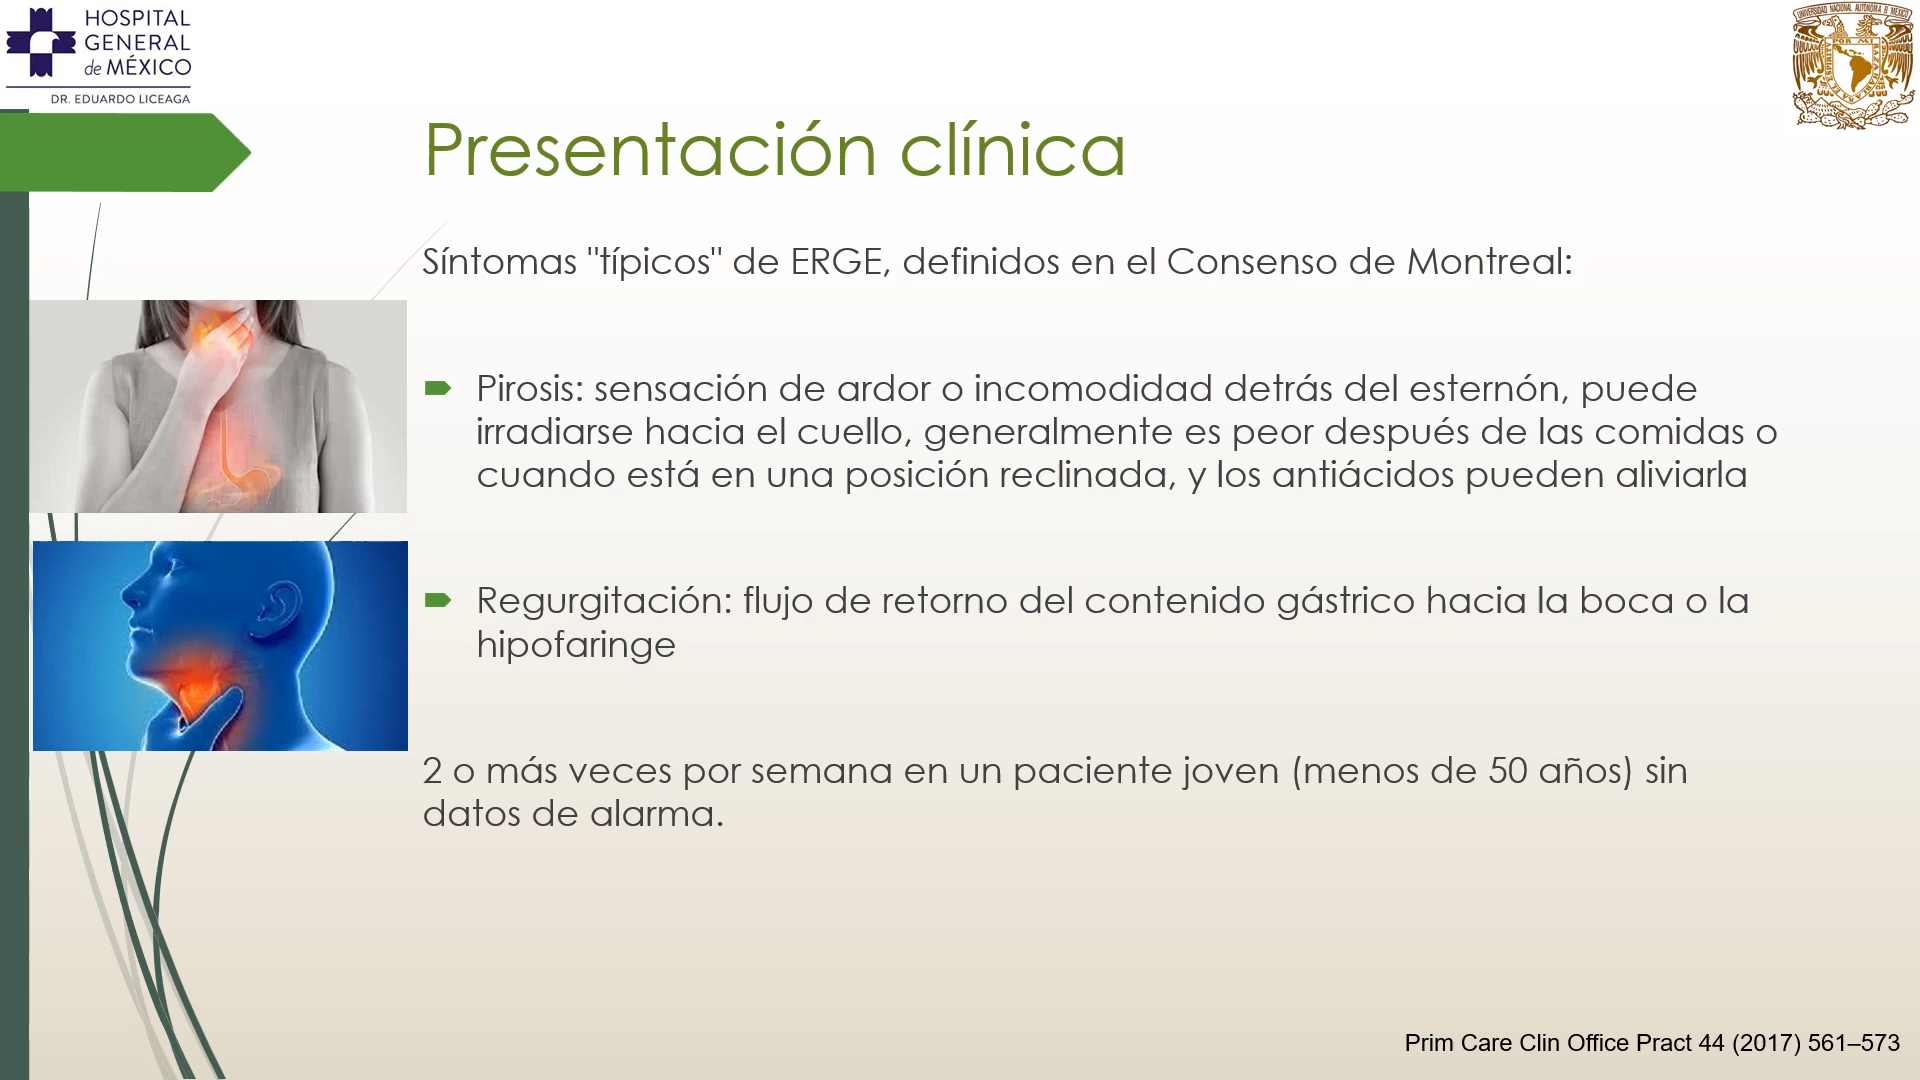 HOSPITAL
GENERAL
de MÉXICO
DR. EDUARDO LICEAGA
UNIVERSIDAD NACIONAL AUTONOMA
MEXICO
Presentación clínica
Síntomas "típicos" de ERGE, definidos en el Consenso de Montreal:
Pirosis: sensación de ardor o incomodidad detrás del esternón, puede
irradiarse hacia el cuello, generalmente es peor después de las comidas o
cuando está en una posición reclinada, y los antiácidos pueden aliviarla
Regurgitación: flujo de retorno del contenido gástrico hacia la boca o la
hipofaringe
2 o más veces por semana en un paciente joven (menos de 50 años) sin
datos de alarma.
Prim Care Clin Office Pract 44 (2017) 561–573